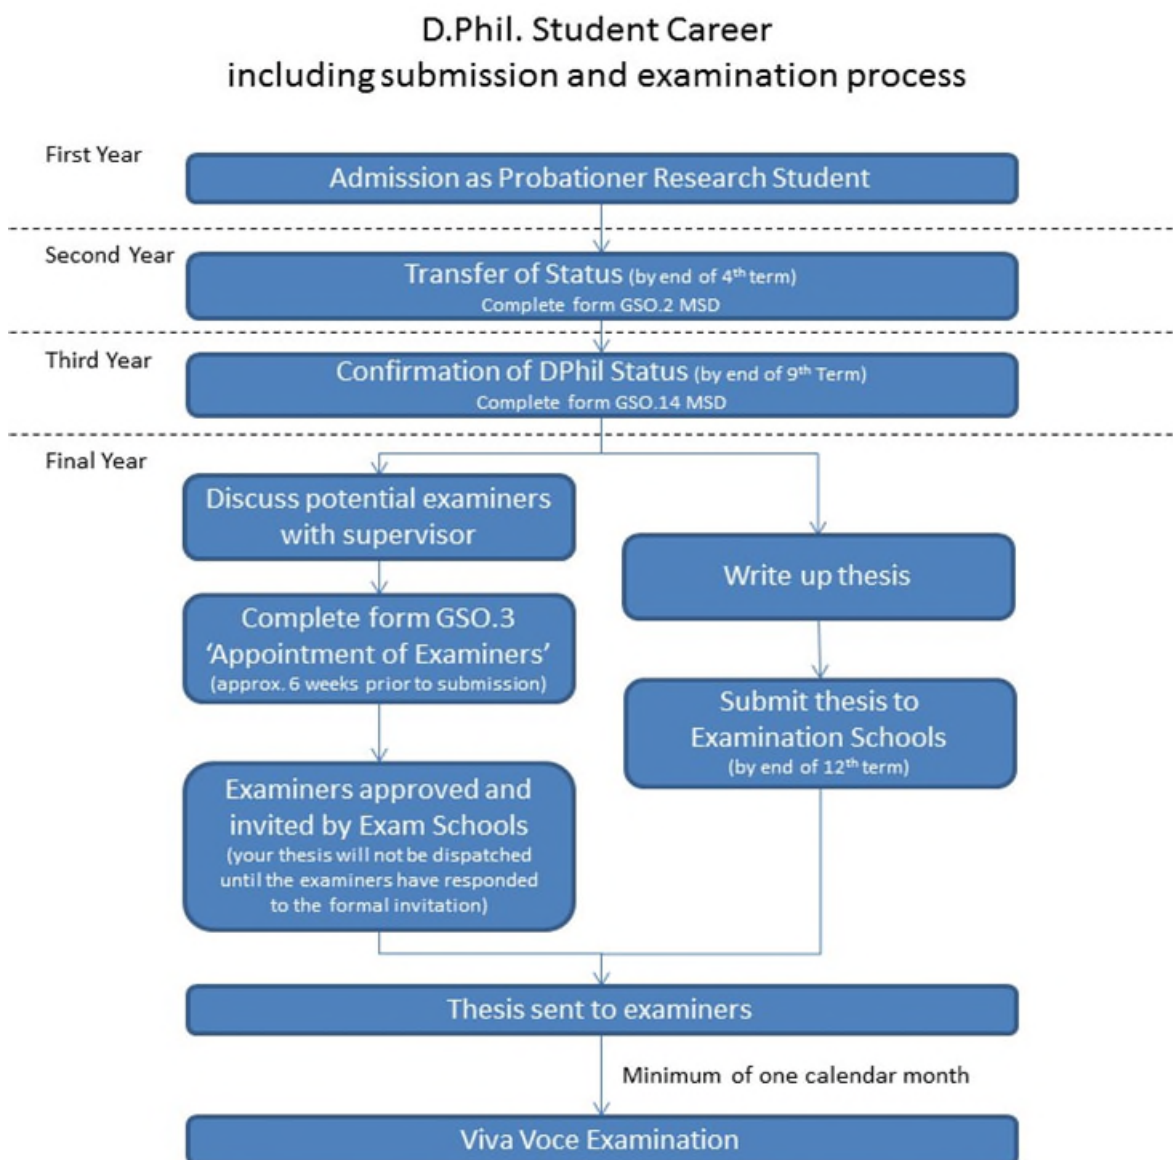 D.Phil. Student Career
including submission and examination process
First Year
Admission as Probationer Research Student
Second Year
Transfer of Status (by end of 4th term)
Complete form GSO.2 MSD
Third Year
Confirmation of DPhil Status (by end of 9th Term)
Complete form GSO.14 MSD
Final Year
Discuss potential examiners
with supervisor
Complete form GSO.3
‘Appointment of Examiners’
(approx. 6 weeks prior to submission)
Examiners approved and
invited by Exam Schools
(your thesis will not be dispatched
until the examiners have responded
to the formal invitation)
Write up thesis
Submit thesis to
Examination Schools
(by end of 12th term)
Thesis sent to examiners
Minimum of one calendar month
Viva Voce Examination